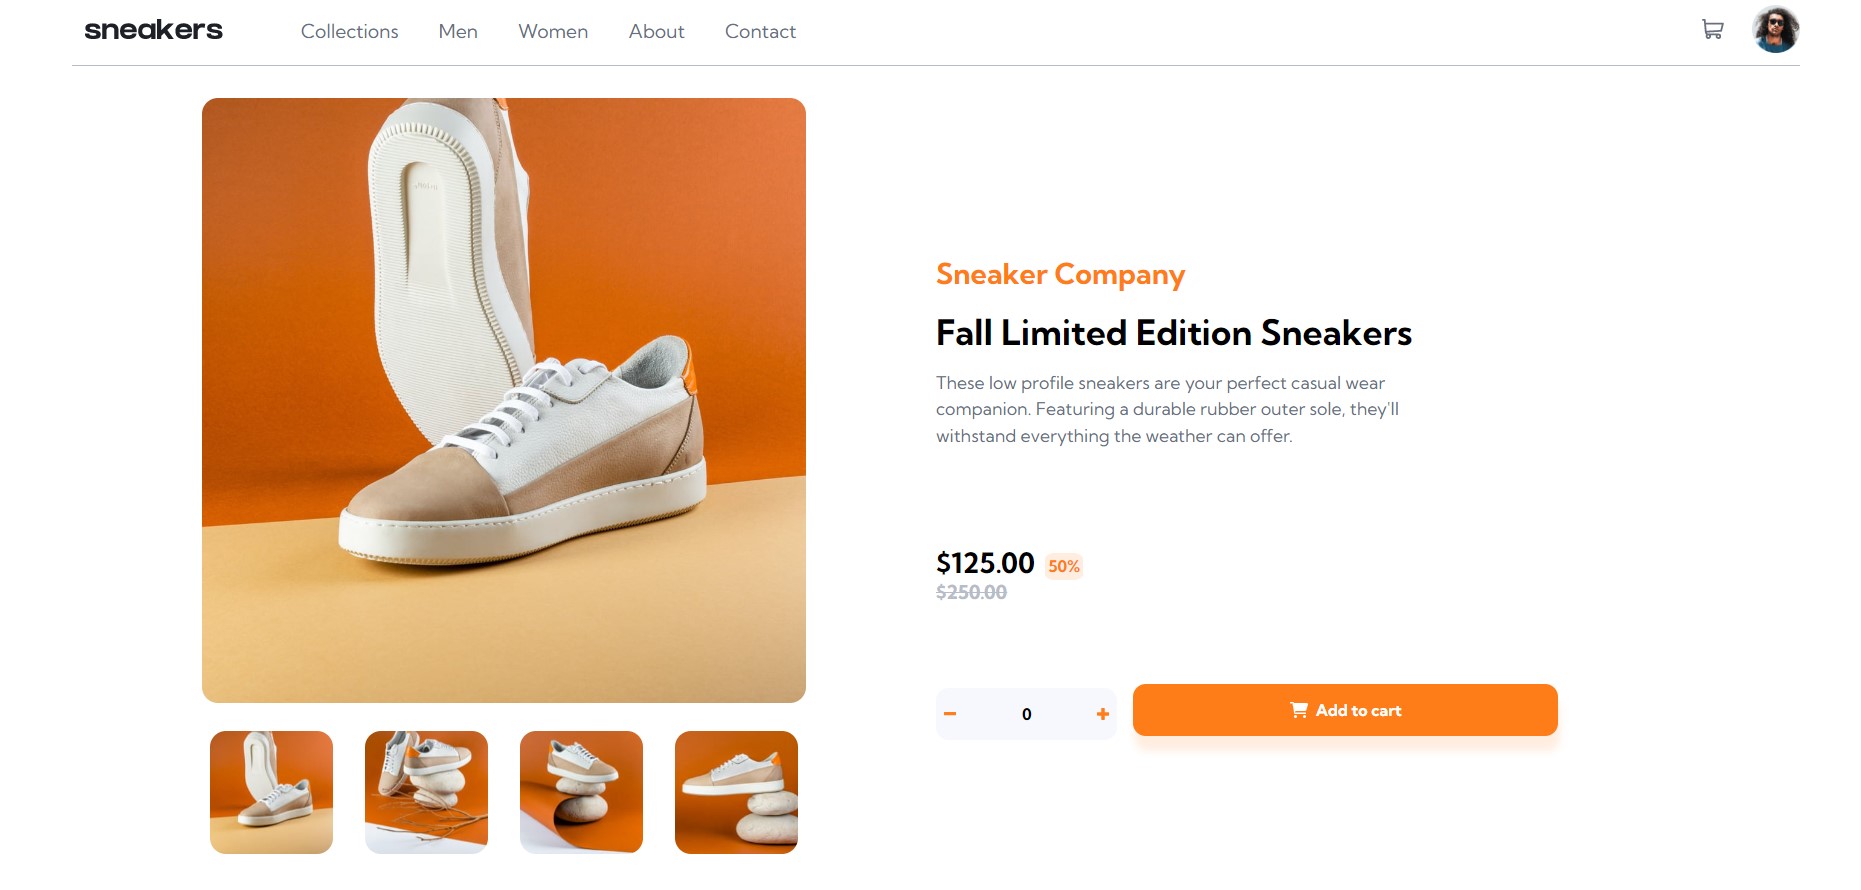 sneakers
Collections Men Women About Contact
Sneaker Company
Fall Limited Edition Sneakers
These low profile sneakers are your perfect casual wear
companion. Featuring a durable rubber outer sole, they'll
withstand everything the weather can offer.
$125.00 50%
$250.00
0
Add to cart